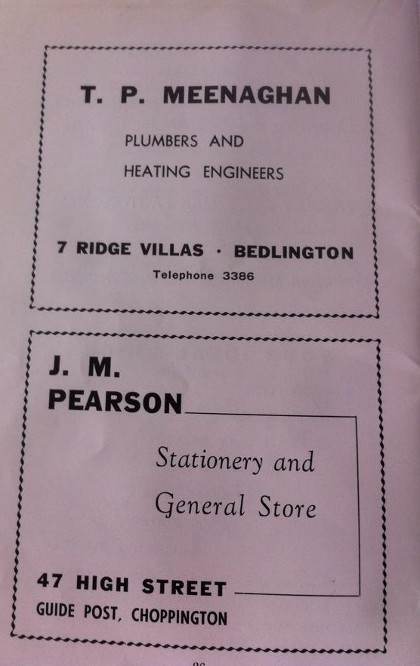 T. P. MEENAGHAN
PLUMBERS AND
HEATING ENGINEERS
7 RIDGE VILLAS · BEDLINGTON
Telephone 3386
J. M.
PEARSON
Stationery and
General Store
47 HIGH STREET
GUIDE POST, CHOPPINGTON